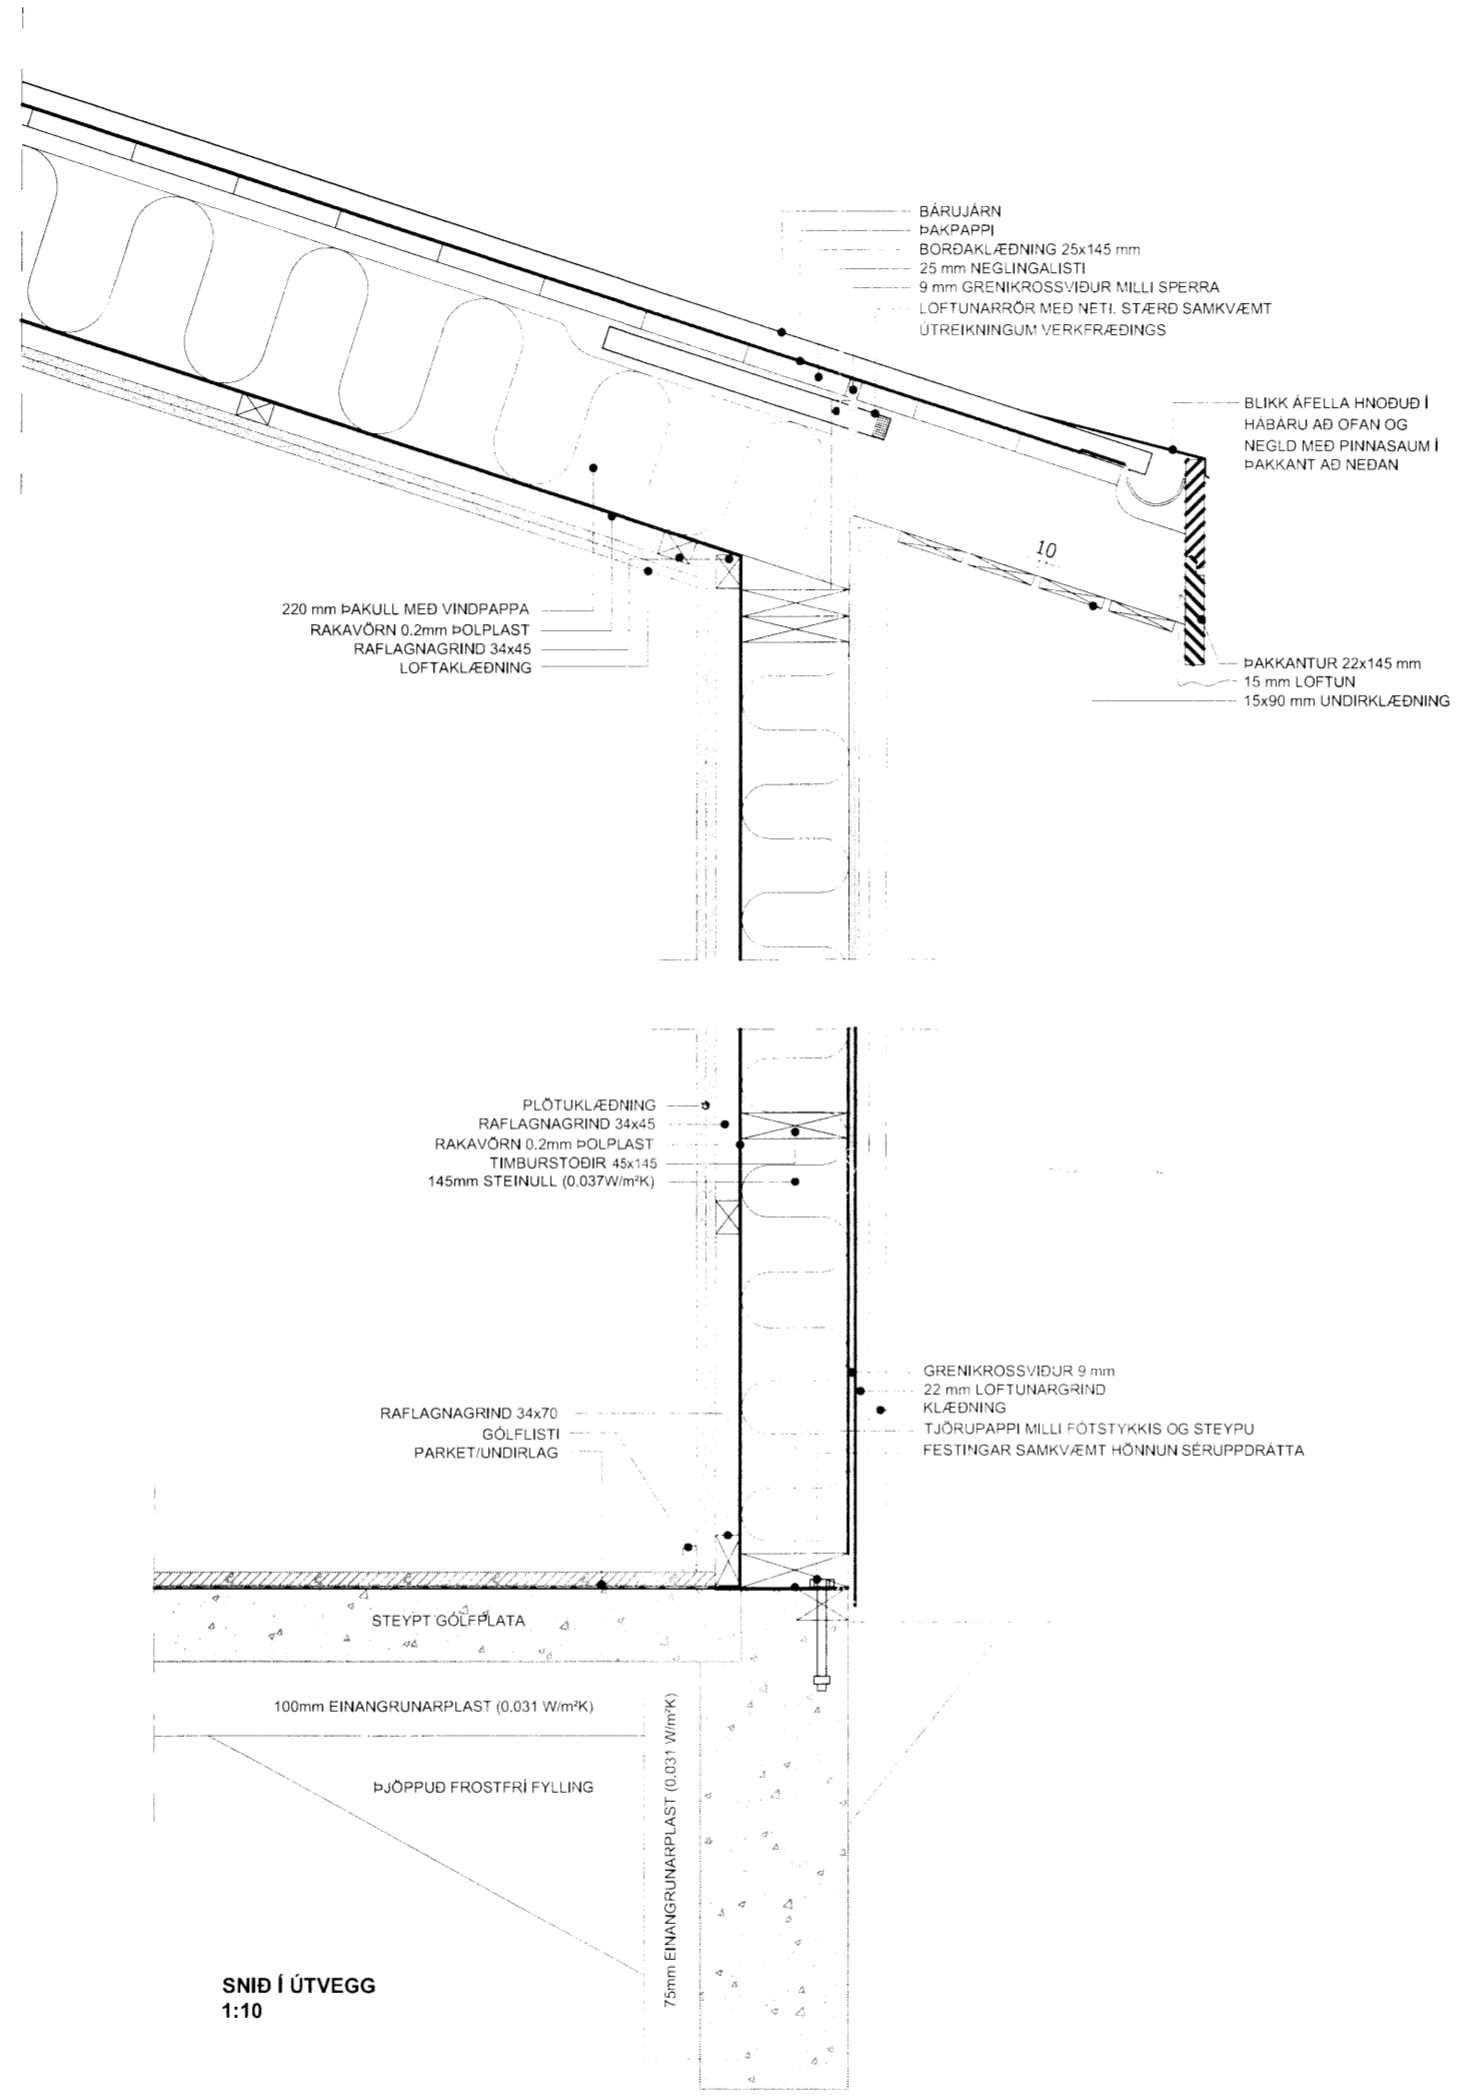 BÁRUJÁRN
ÞAKPAPPI
BORÐAKLÆÐNING 25x145 mm
25 mm NEGLINGALISTI
9 mm GRENIKROSSVIÐUR MILLI SPERRA
LOFTUNARRÖR MEÐ NETI. STÆRÐ SAMKVÆMT
ÚTREIKNINGUM VERKFRÆÐINGS
BLIKK ÁFELLA HNOÐUÐ Í
HÁBÁRU AÐ OFAN OG
NEGLD MEÐ PINNASAUM Í
ÞAKKANT AÐ NEÐAN
10
220 mm ÞAKULL MEÐ VINDPAPPA
RAKAVÖRN 0.2mm ÞOLPLAST
RAFLAGNAGRIND 34x45
LOFTAKLÆÐNING
ÞAKKANTUR 22x145 mm
15 mm LOFTUN
15x90 mm UNDIRKLÆÐNING
PLÖTUKLÆÐNING
RAFLAGNAGRIND 34x45
RAKAVÖRN 0.2mm ÞOLPLAST
TIMBURSTOÐIR 45x145
145mm STEINULL (0,037W/m²K)
GRENIKROSSVIÐUR 9 mm
22 mm LOFTUNARGRIND
KLÆÐNING
TJÖRUPAPPI MILLI FÓTSTYKKIS OG STEYPU
FESTINGAR SAMKVÆMT HÖNNUN SÉRUPPDRÁTTA
RAFLAGNAGRIND 34x70
GÓLFLISTI
PARKET/UNDIRLAG
STEYPT GÓLFPLATA
100mm EINANGRUNARPLAST (0,031 W/m²K)
75mm EINANGRUNARPLAST (0.031 W/m²K)
ÞJÖPPUÐ FROSTFRÍ FYLLING
SNIÐ Í ÚTVEGG
1:10